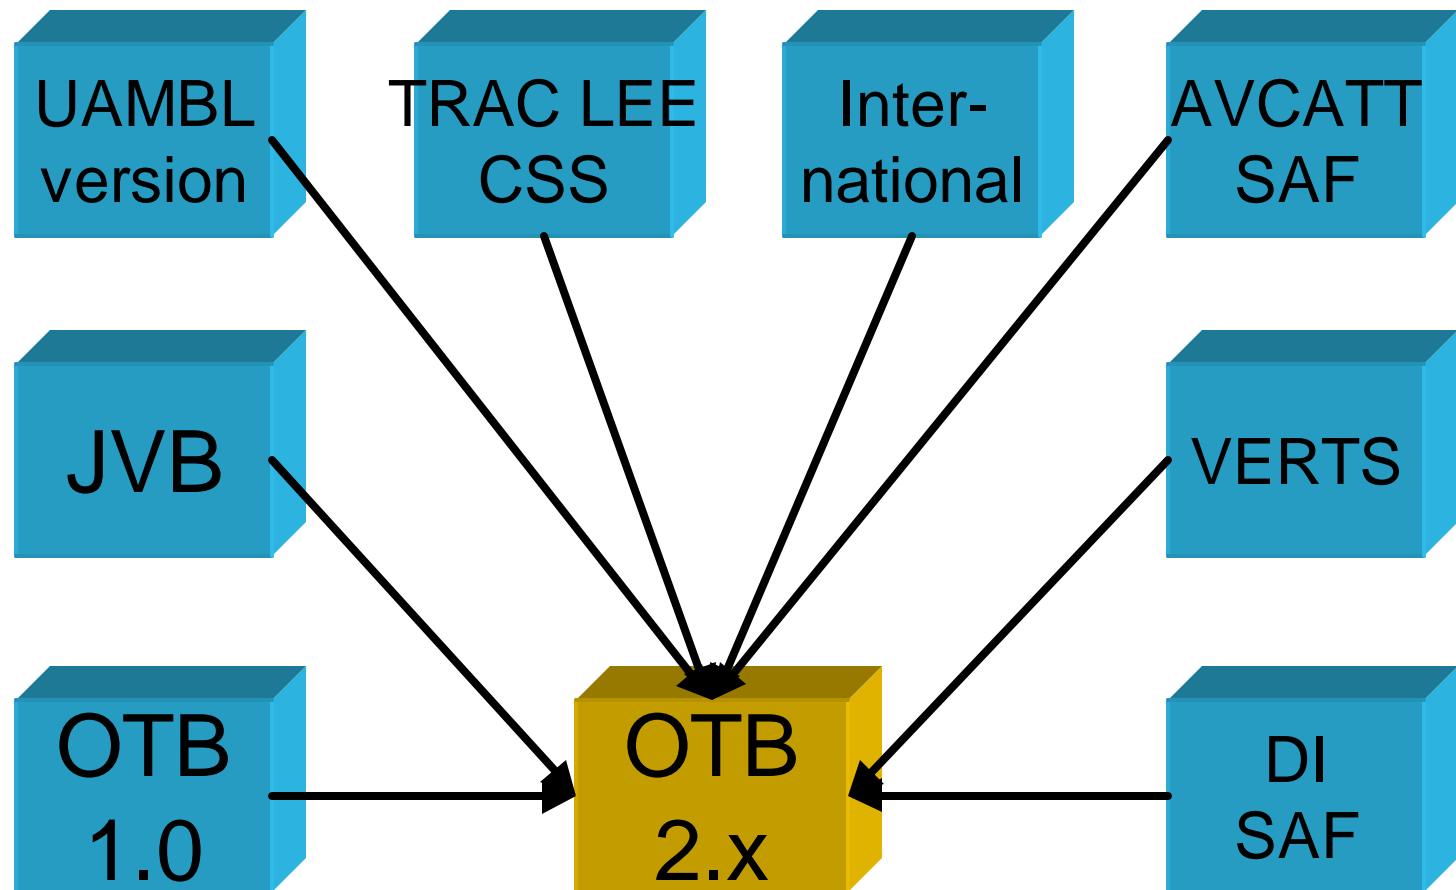 UAMBL
version
TRAC LEE
CSS
Inter-
national
AVCATT
SAF
JVB
VERTS
OTB
1.0
OTB
2.x
DI
SAF